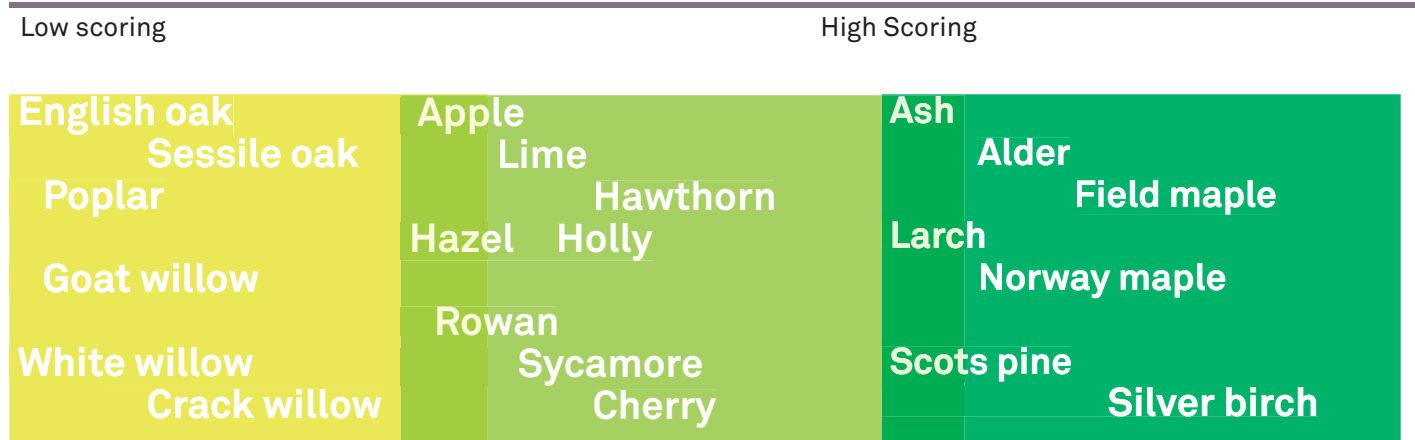 Low scoring
High Scoring
English oak
Sessile oak
Poplar
Goat willow
White willow
Crack willow
Apple
Lime
Hawthorn
Hazel
Holly
Rowan
Sycamore
Cherry
Ash
Alder
Field maple
Larch
Norway maple
Scots pine
Silver birch